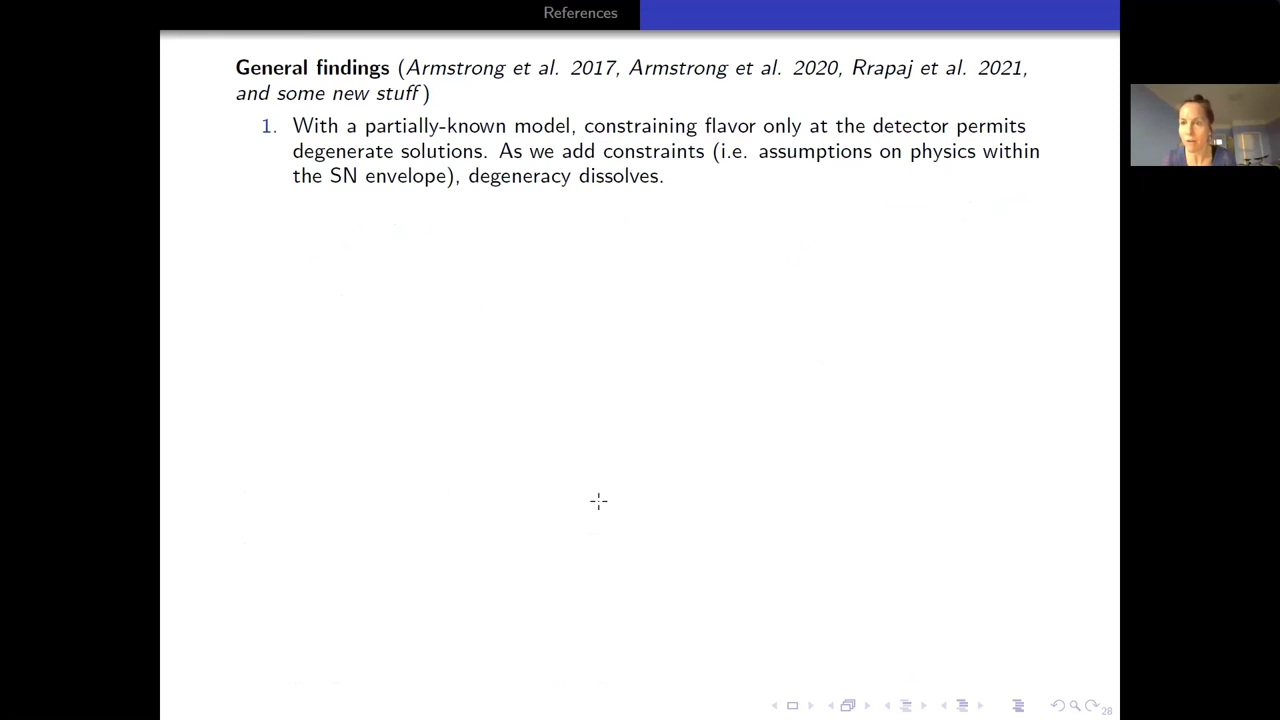 References
General findings (Armstrong et al. 2017, Armstrong et al. 2020, Rrapaj et al. 2021,
and some new stuff)
1. With a partially-known model, constraining flavor only at the detector permits
degenerate solutions. As we add constraints (i.e. assumptions on physics within
the SN envelope), degeneracy dissolves.
28